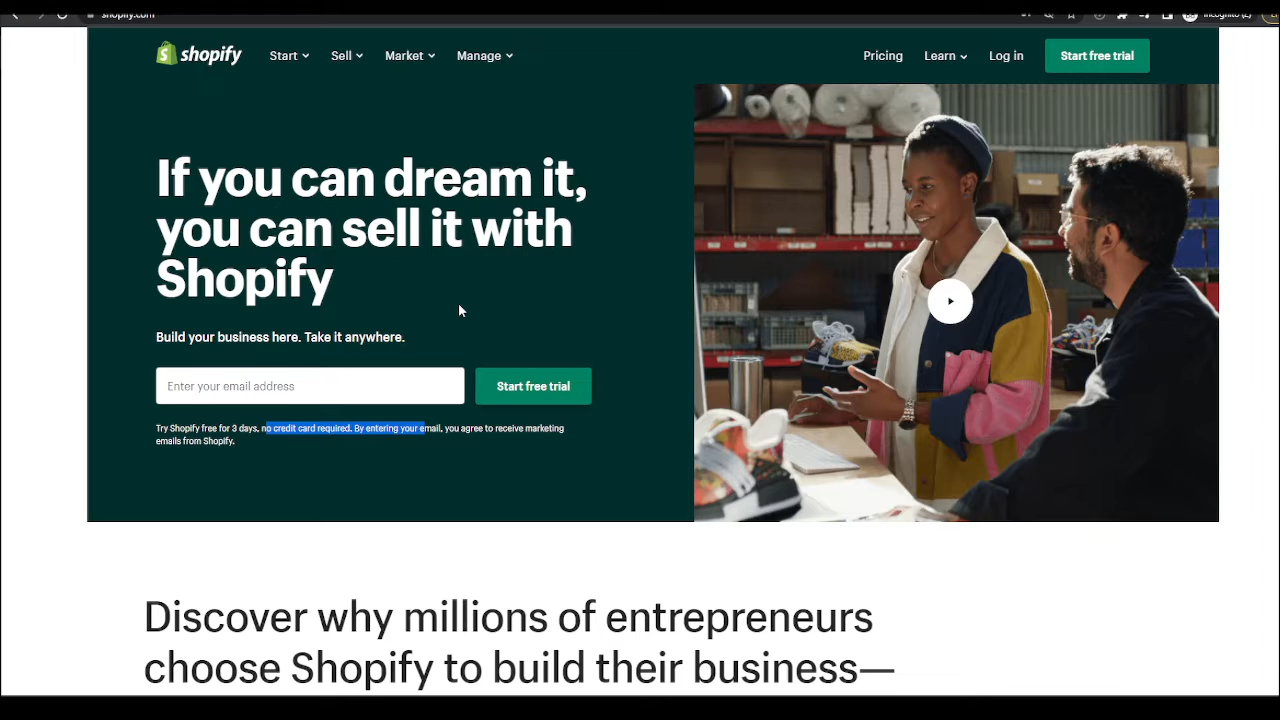 shopify.com
Incognito (2)
shopify Start Sell Market Manage Pricing Learn Log in Start free trial
If you can dream it,
you can sell it with
Shopify
Build your business here. Take it anywhere.
Enter your email address Start free trial
Try Shopify free for 3 days, no credit card required. By entering your email, you agree to receive marketing
emails from Shopify.
Discover why millions of entrepreneurs
choose Shopify to build their business—